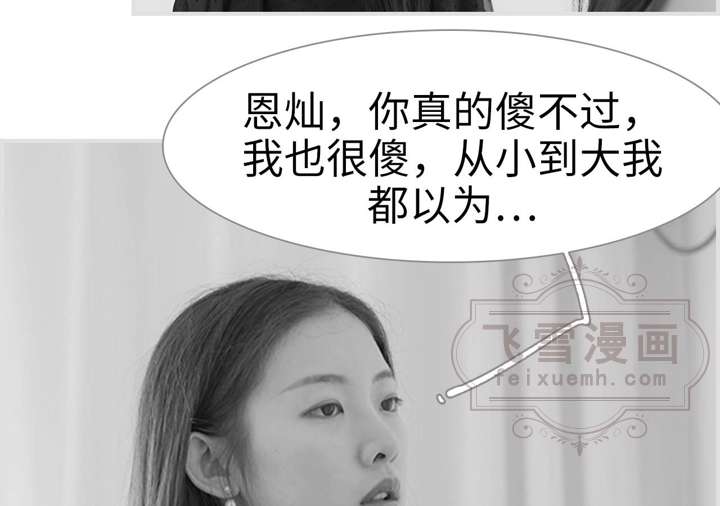 恩灿，你真的傻不过，
我也很傻，从小到大我
都以为...
飞雪漫画
feixuemh.com